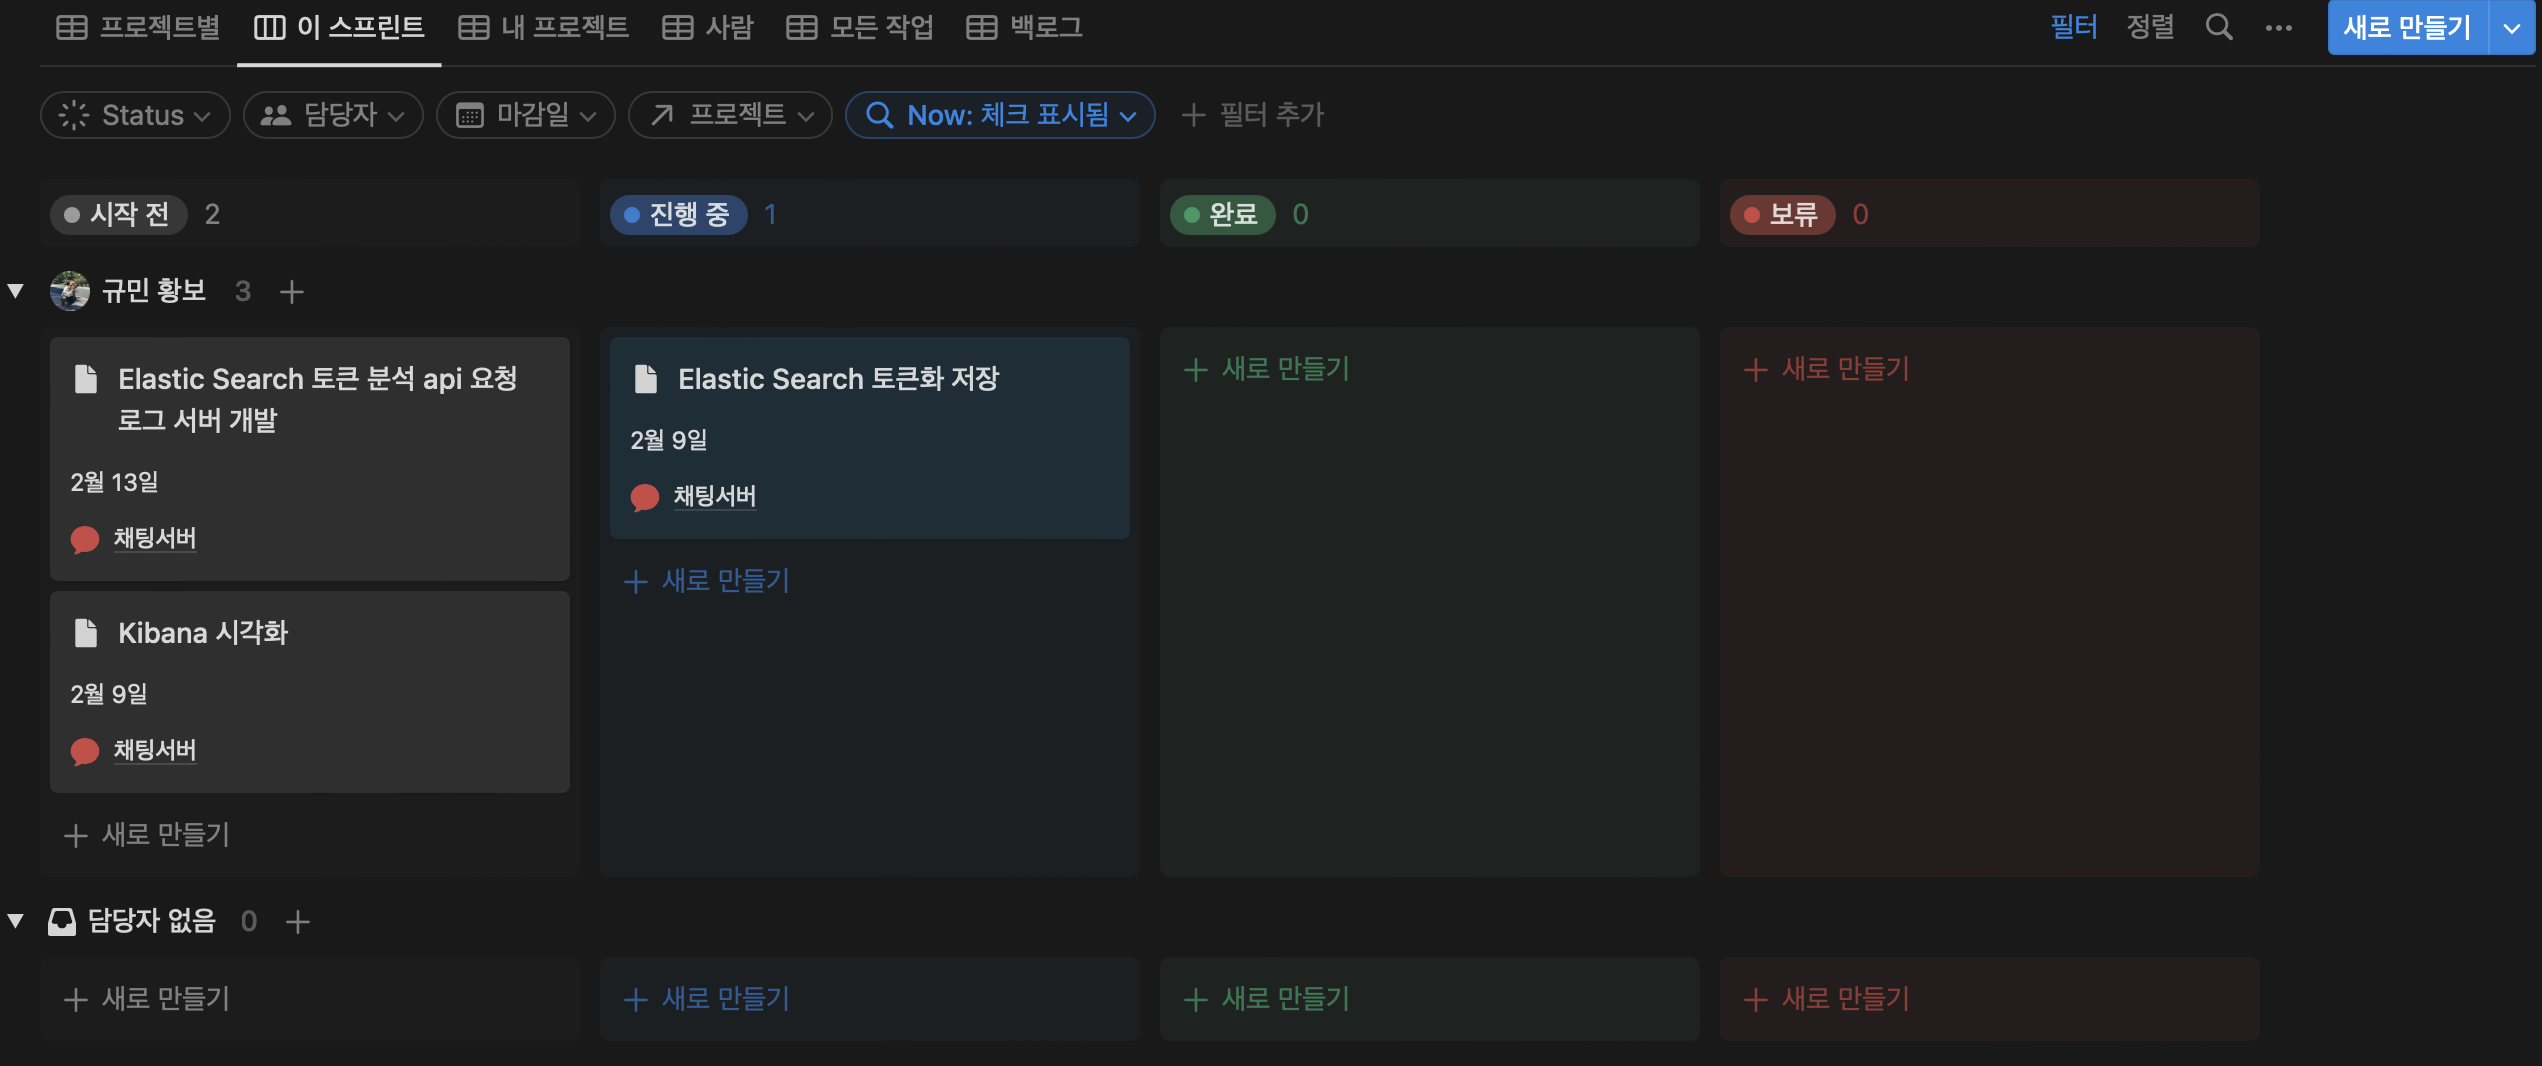 프로젝트별 이 스프린트 내 프로젝트 사람 모든 작업 백로그 필터 정렬 새로 만들기
Status 담당자 마감일 프로젝트 Now: 체크 표시됨 필터 추가
시작 전 2 진행 중 1 완료 0 보류 0
규민 황보 3
Elastic Search 토큰 분석 api 요청
로그 서버 개발
2월 13일
채팅서버
Kibana 시각화
2월 9일
채팅서버
새로 만들기
Elastic Search 토큰화 저장
2월 9일
채팅서버
새로 만들기
새로 만들기
새로 만들기
담당자 없음 0
새로 만들기 새로 만들기 새로 만들기 새로 만들기